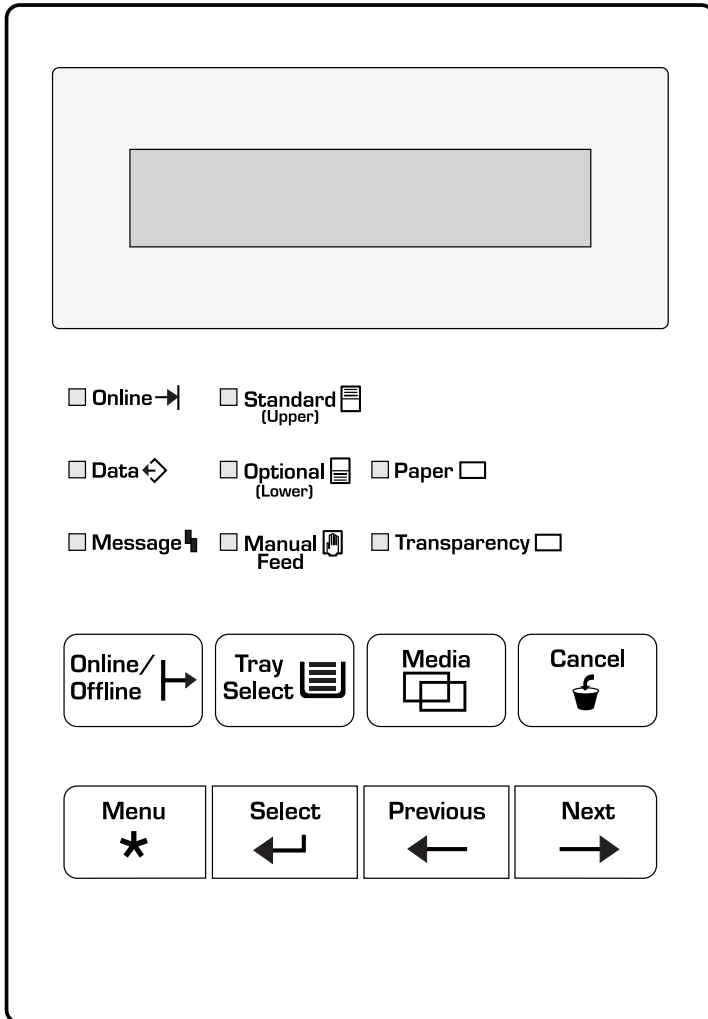 Online
Standard
(Upper)
Data
Optional
(Lower)
Paper
Message
Manual
Feed
Transparency
Online/
Offline
Tray
Select
Media
Cancel
Menu
Select
Previous
Next